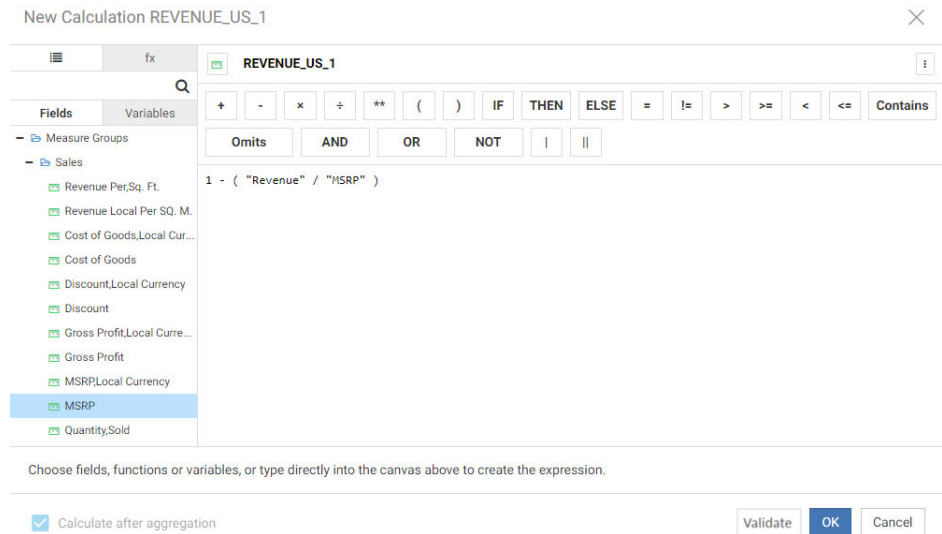 New Calculation REVENUE_US_1
fx
REVENUE_US_1
Fields Variables
+ - × ÷ ** ( ) IF THEN ELSE = != > >= < <= Contains
Omits AND OR NOT | ||
Measure Groups
Sales
Revenue Per,Sq. Ft.
Revenue Local Per SQ. M.
Cost of Goods,Local Cur...
Cost of Goods
Discount,Local Currency
Discount
Gross Profit,Local Curre...
Gross Profit
MSRP,Local Currency
MSRP
Quantity,Sold
1 - ( "Revenue" / "MSRP" )
Choose fields, functions or variables, or type directly into the canvas above to create the expression.
Calculate after aggregation
Validate OK Cancel